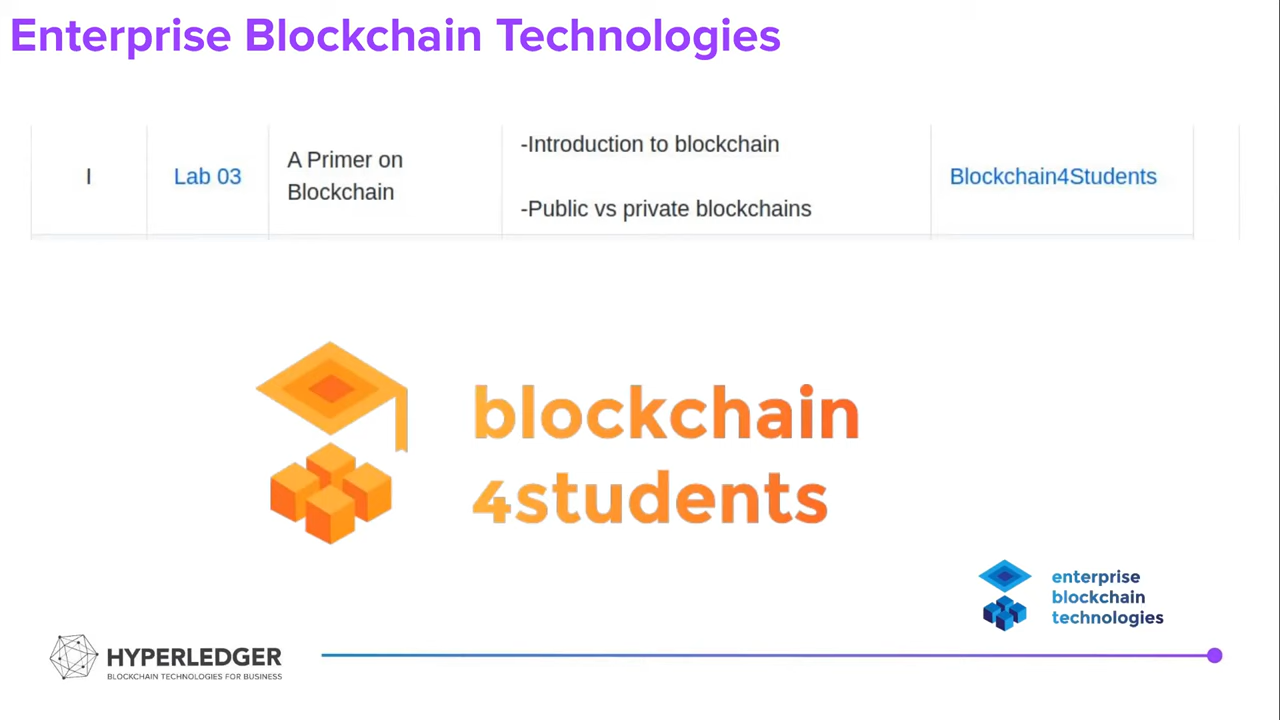 Enterprise Blockchain Technologies
I
Lab 03
A Primer on
Blockchain
-Introduction to blockchain
-Public vs private blockchains
Blockchain4Students
blockchain
4students
enterprise
blockchain
technologies
HYPERLEDGER
BLOCKCHAIN TECHNOLOGIES FOR BUSINESS